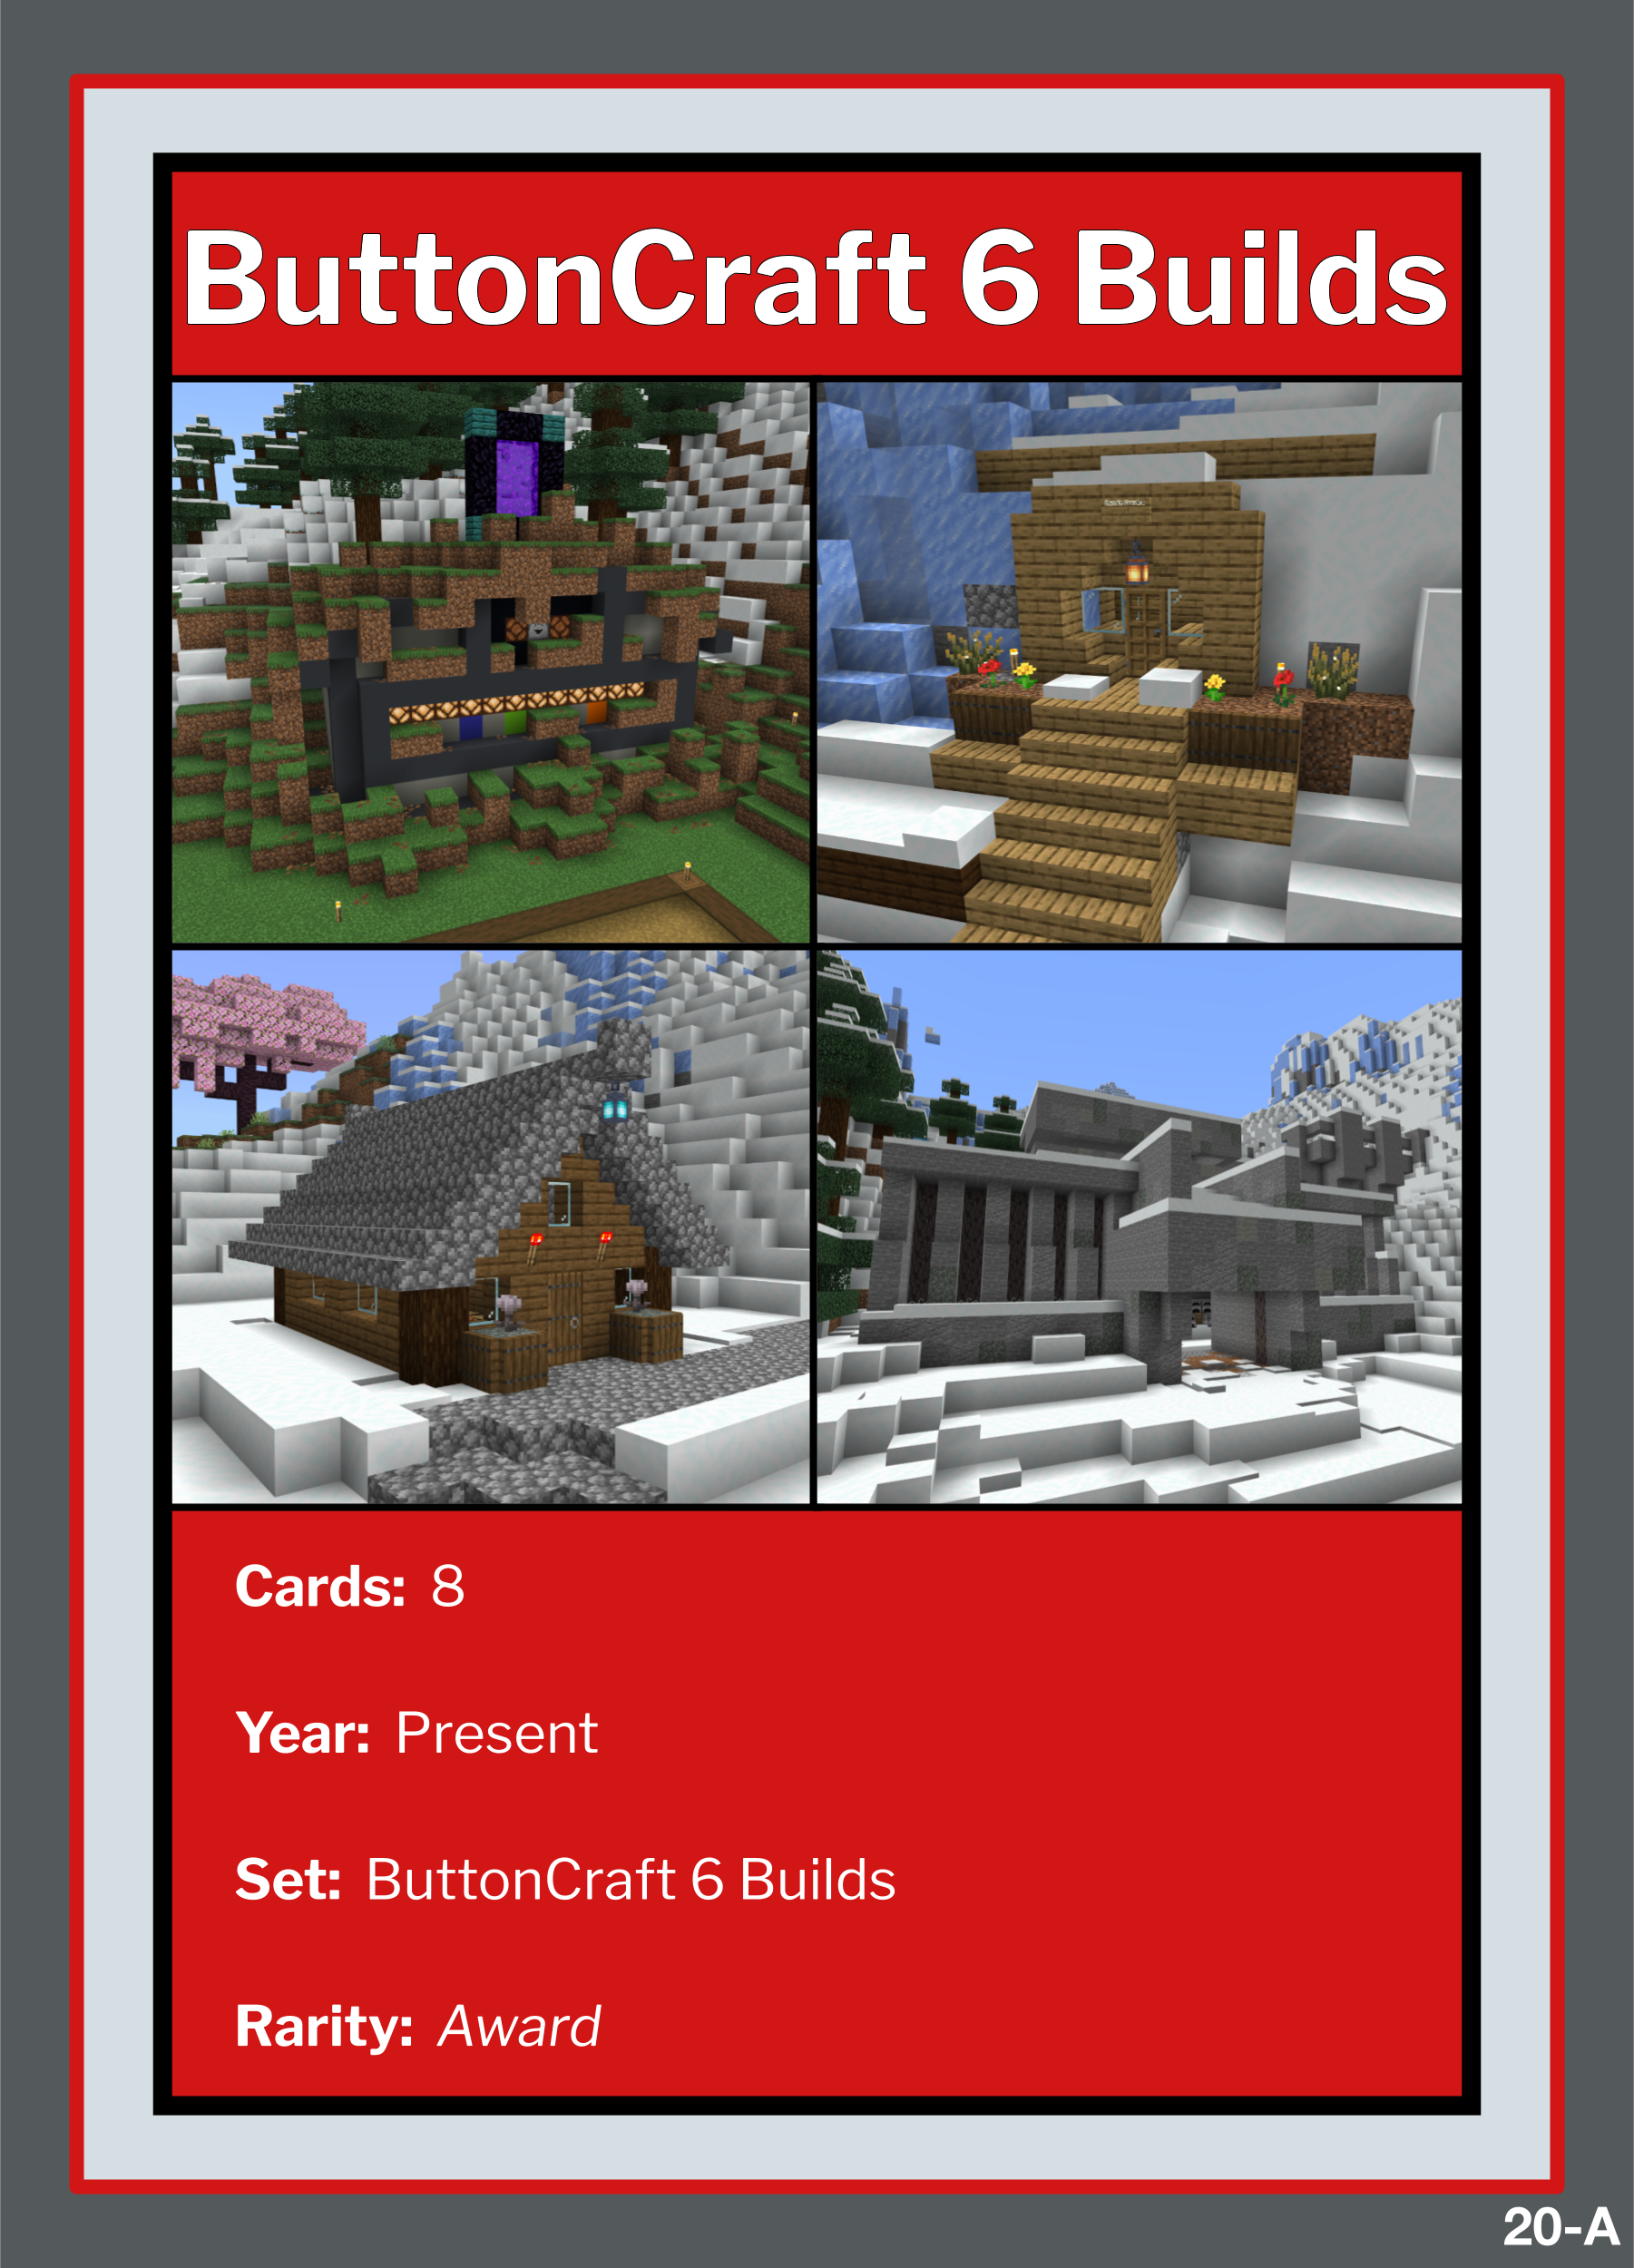 ButtonCraft 6 Builds
Cards: 8
Year: Present
Set: ButtonCraft 6 Builds
Rarity: Award
20-A